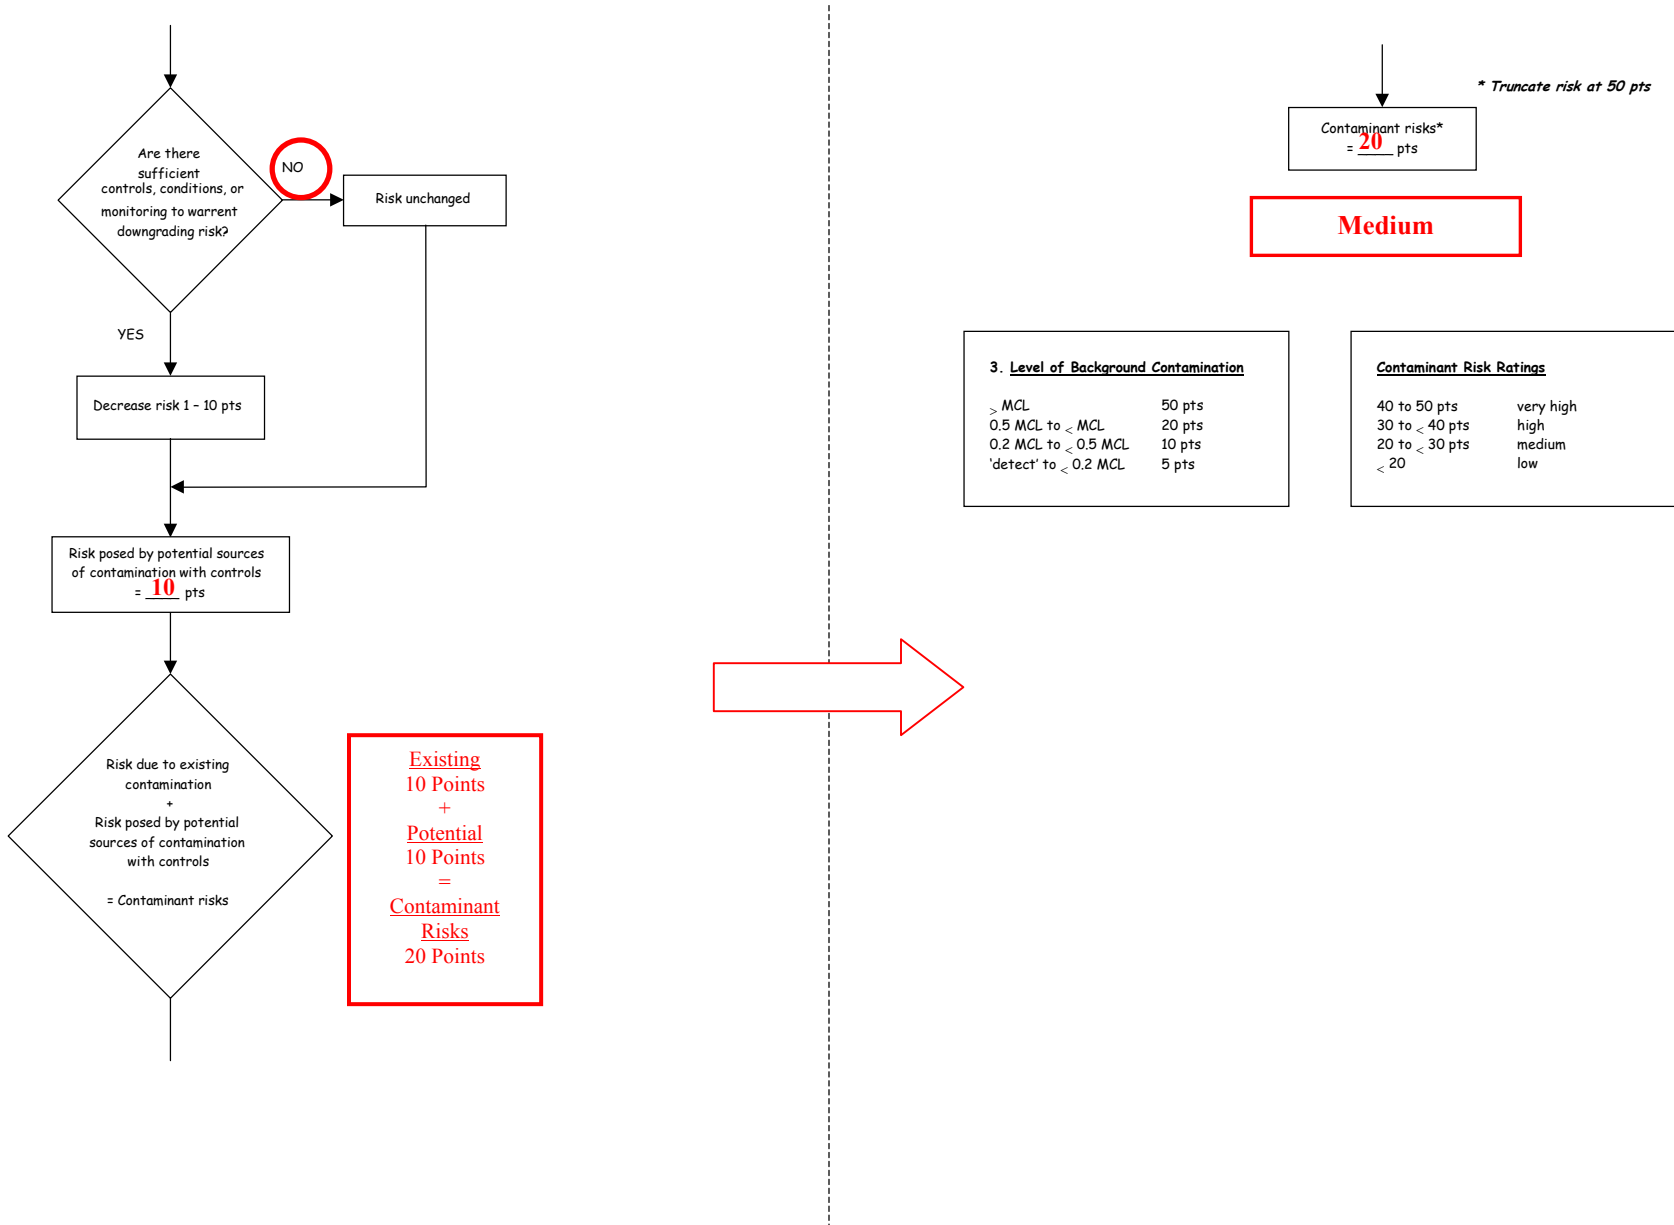 Are there
sufficient
controls, conditions, or
monitoring to warrent
downgrading risk?
NO
Risk unchanged
YES
Decrease risk 1 – 10 pts
Risk posed by potential sources
of contamination with controls
= 10 pts
Risk due to existing
contamination
+
Risk posed by potential
sources of contamination
with controls
= Contaminant risks
Existing
10 Points
+
Potential
10 Points
=
Contaminant
Risks
20 Points
* Truncate risk at 50 pts
Contaminant risks*
= 20 pts
Medium
3. Level of Background Contamination
> MCL 50 pts
0.5 MCL to < MCL 20 pts
0.2 MCL to < 0.5 MCL 10 pts
‘detect’ to < 0.2 MCL 5 pts
Contaminant Risk Ratings
40 to 50 pts very high
30 to < 40 pts high
20 to < 30 pts medium
< 20 low